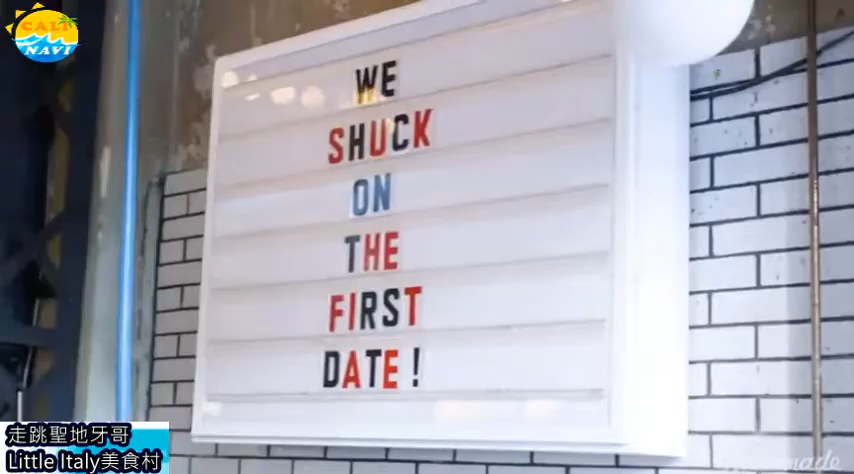 CALI
NAVI
WE
SHUCK
ON
THE
FIRST
DATE!
走跳聖地牙哥
Little Italy美食村